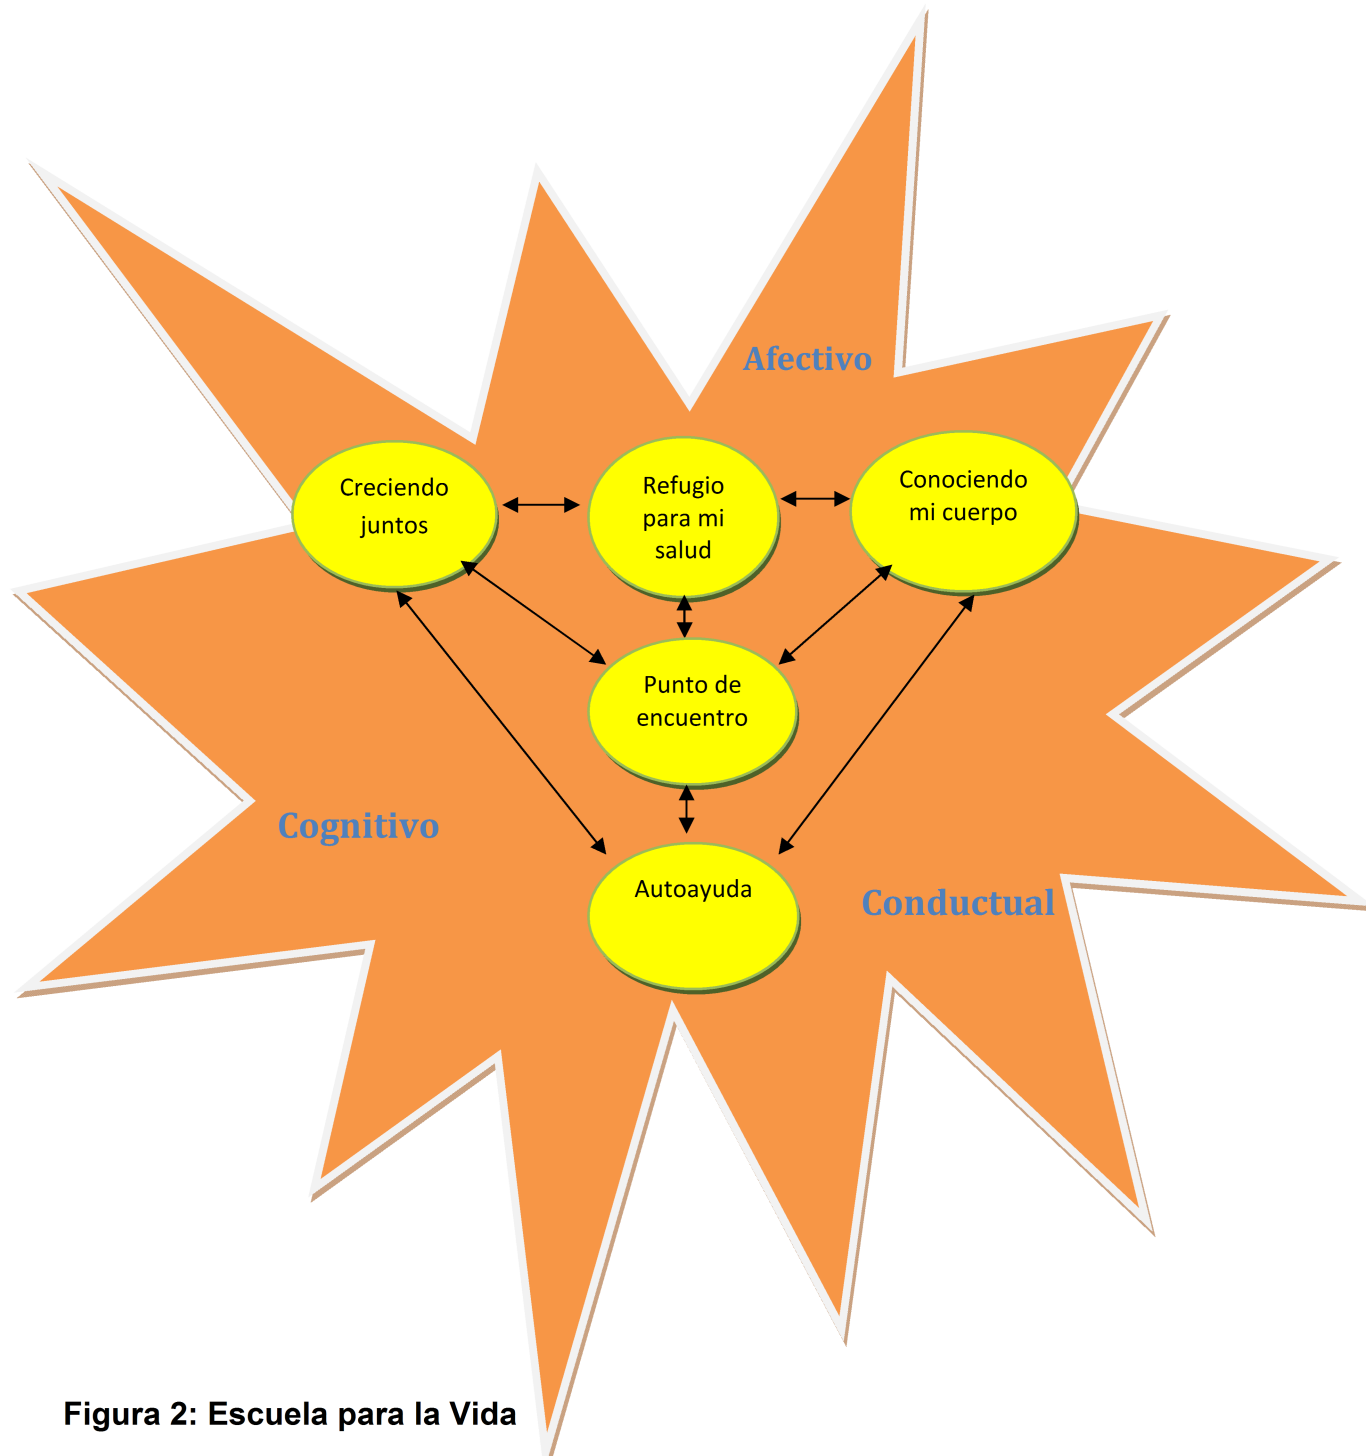 Afectivo
Creciendo
juntos
Refugio
para mi
salud
Conociendo
mi cuerpo
Punto de
encuentro
Cognitivo
Autoayuda
Conductual
Figura 2: Escuela para la Vida